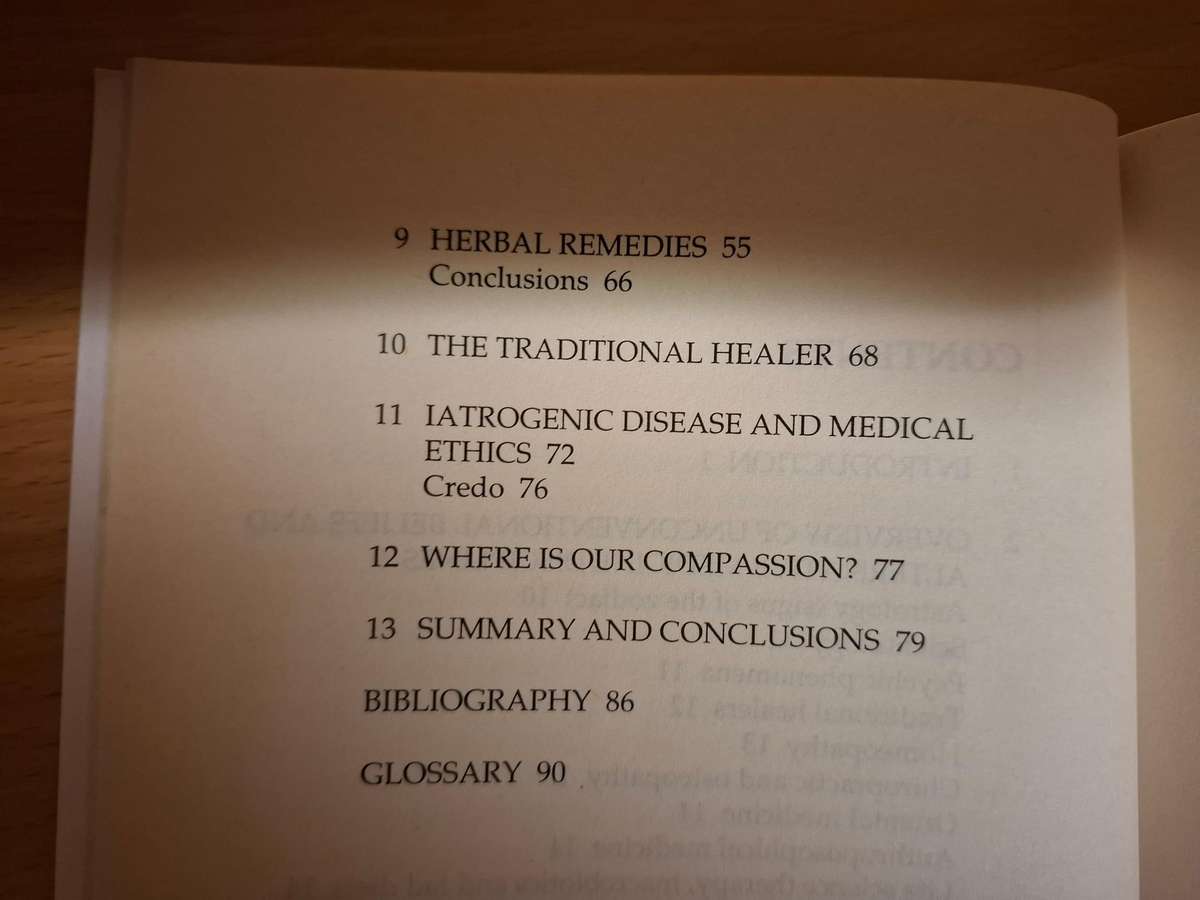 9 HERBAL REMEDIES 55
Conclusions 66
10 THE TRADITIONAL HEALER 68
11 IATROGENIC DISEASE AND MEDICAL
ETHICS 72
Credo 76
12 WHERE IS OUR COMPASSION? 77
13 SUMMARY AND CONCLUSIONS 79
BIBLIOGRAPHY 86
GLOSSARY 90